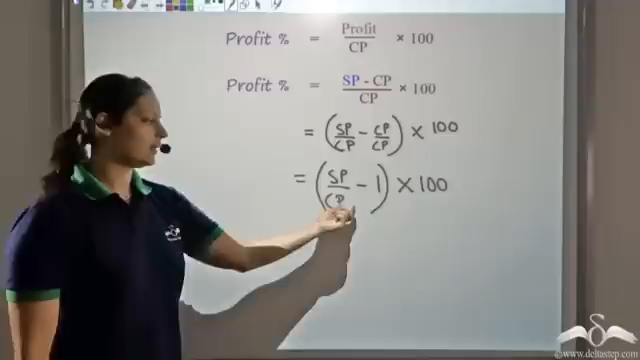 Profit % = Profit/CP × 100
Profit % = SP - CP/CP × 100
= (SP/CP - CP/CP) × 100
= (SP/CP - 1) × 100
©www.deltastep.com